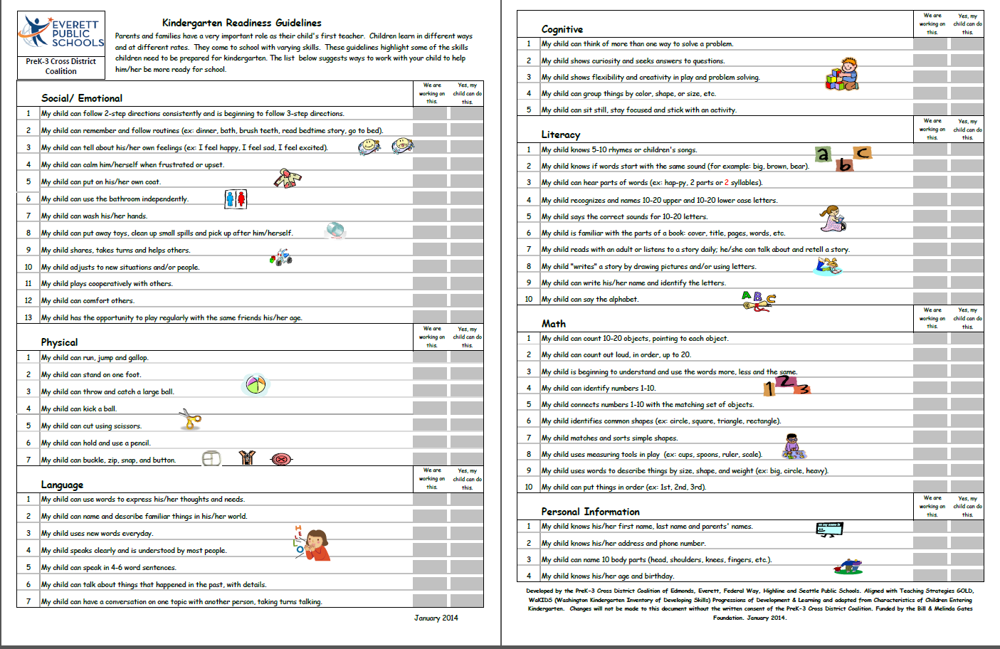 EVERETT
PUBLIC
SCHOOLS
PreK-3 Cross District
Coalition
Kindergarten Readiness Guidelines
Parents and families have a very important role as their child's first teacher. Children learn in different ways
and at different rates. They come to school with varying skills. These guidelines highlight some of the skills
children need to be prepared for kindergarten. The list below suggests ways to work with your child to help
him/her be more ready for school.
Social/ Emotional
We are working on this.
Yes, my child can do this.
1 My child can follow 2-step directions consistently and is beginning to follow 3-step directions.
2 My child can remember and follow routines (ex: dinner, bath, brush teeth, read bedtime story, go to bed).
3 My child can tell about his/her own feelings (ex: I feel happy, I feel sad, I feel excited).
4 My child can calm him/herself when frustrated or upset.
5 My child can put on his/her own coat.
6 My child can use the bathroom independently.
7 My child can wash his/her hands.
8 My child can put away toys, clean up small spills and pick up after him/herself.
9 My child shares, takes turns and helps others.
10 My child adjusts to new situations and/or people.
11 My child plays cooperatively with others.
12 My child can comfort others.
13 My child has the opportunity to play regularly with the same friends his/her age.
Physical
We are working on this.
Yes, my child can do this.
1 My child can run, jump and gallop.
2 My child can stand on one foot.
3 My child can throw and catch a large ball.
4 My child can kick a ball.
5 My child can cut using scissors.
6 My child can hold and use a pencil.
7 My child can buckle, zip, snap, and button.
Language
We are working on this.
Yes, my child can do this.
1 My child can use words to express his/her thoughts and needs.
2 My child can name and describe familiar things in his/her world.
3 My child uses new words everyday.
4 My child speaks clearly and is understood by most people.
5 My child can speak in 4-6 word sentences.
6 My child can talk about things that happened in the past, with details.
7 My child can have a conversation on one topic with another person, taking turns talking.
HELLO
January 2014
Cognitive
We are working on this.
Yes, my child can do this.
1 My child can think of more than one way to solve a problem.
2 My child shows curiosity and seeks answers to questions.
3 My child shows flexibility and creativity in play and problem solving.
4 My child can group things by color, shape, or size, etc.
5 My child can sit still, stay focused and stick with an activity.
Literacy
We are working on this.
Yes, my child can do this.
1 My child knows 5-10 rhymes or children's songs.
a b c
2 My child knows if words start with the same sound (for example: big, brown, bear).
3 My child can hear parts of words (ex: hap-py, 2 parts or 2 syllables).
4 My child recognizes and names 10-20 upper and 10-20 lower case letters.
5 My child says the correct sounds for 10-20 letters.
6 My child is familiar with the parts of a book: cover, title, pages, words, etc.
7 My child reads with an adult or listens to a story daily; he/she can talk about and retell a story.
8 My child "writes" a story by drawing pictures and/or using letters.
9 My child can write his/her name and identify the letters.
10 My child can say the alphabet.
A B C
Math
We are working on this.
Yes, my child can do this.
1 My child can count 10-20 objects, pointing to each object.
2 My child can count out loud, in order, up to 20.
3 My child is beginning to understand and use the words more, less and the same.
4 My child can identify numbers 1-10.
1 2 3
5 My child connects numbers 1-10 with the matching set of objects.
6 My child identifies common shapes (ex: circle, square, triangle, rectangle).
7 My child matches and sorts simple shapes.
8 My child uses measuring tools in play (ex: cups, spoons, ruler, scale).
9 My child uses words to describe things by size, shape, and weight (ex: big, circle, heavy).
10 My child can put things in order (ex: 1st, 2nd, 3rd).
Personal Information
We are working on this.
Yes, my child can do this.
1 My child knows his/her first name, last name and parents' names.
2 My child knows his/her address and phone number.
3 My child can name 10 body parts (head, shoulders, knees, fingers, etc.).
4 My child knows his/her age and birthday.
Developed by the PreK-3 Cross District Coalition of Edmonds, Everett, Federal Way, Highline and Seattle Public Schools. Aligned with Teaching Strategies GOLD,
WaKIDS (Washington Kindergarten Inventory of Developing Skills) Progressions of Development & Learning and adapted from Characteristics of Children Entering
Kindergarten. Changes will not be made to this document without the written consent of the PreK-3 Cross District Coalition. Funded by the Bill & Melinda Gates
Foundation. January 2014.